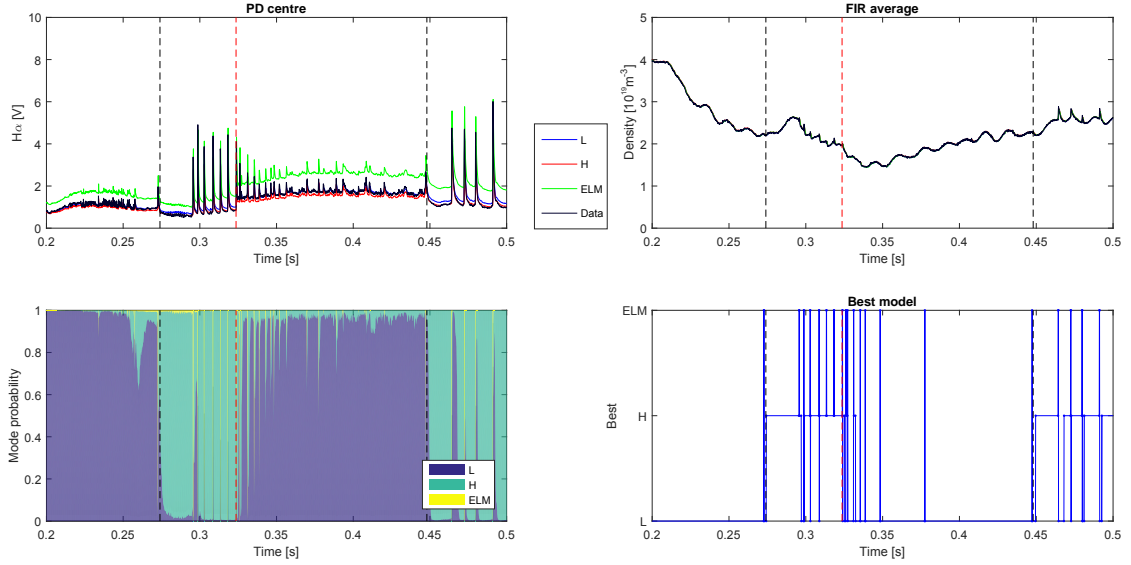 PD centre
10
8
6
4
2
0
Hα [V]
0.2
0.25
0.3
0.35
0.4
0.45
0.5
Time [s]
L
H
ELM
Data
FIR average
5
4
3
2
1
0
Density [10¹⁹m⁻³]
0.2
0.25
0.3
0.35
0.4
0.45
0.5
Time [s]
1
0.8
0.6
0.4
0.2
0
Mode probability
0.2
0.25
0.3
0.35
0.4
0.45
0.5
Time [s]
L
H
ELM
Best model
ELM
H
L
Best
0.2
0.25
0.3
0.35
0.4
0.45
0.5
Time [s]